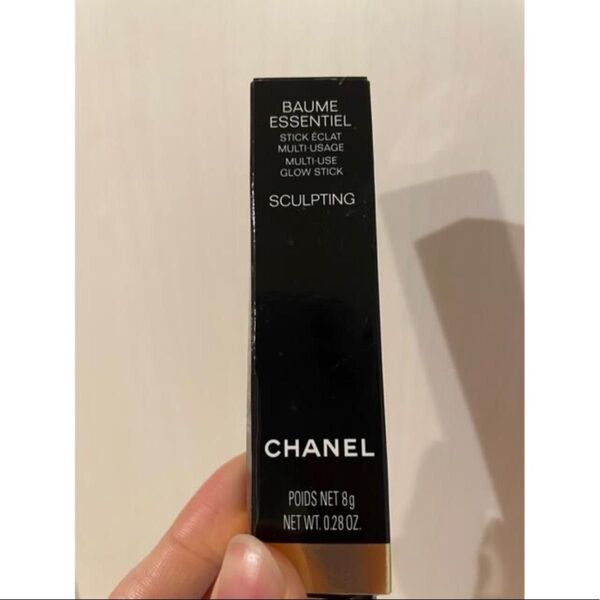 BAUME
ESSENTIEL
STICK ÉCLAT
MULTI-USAGE
MULTI-USE
GLOW STICK
SCULPTING
CHANEL
POIDS NET 8g
NET WT. 0.28 OZ.